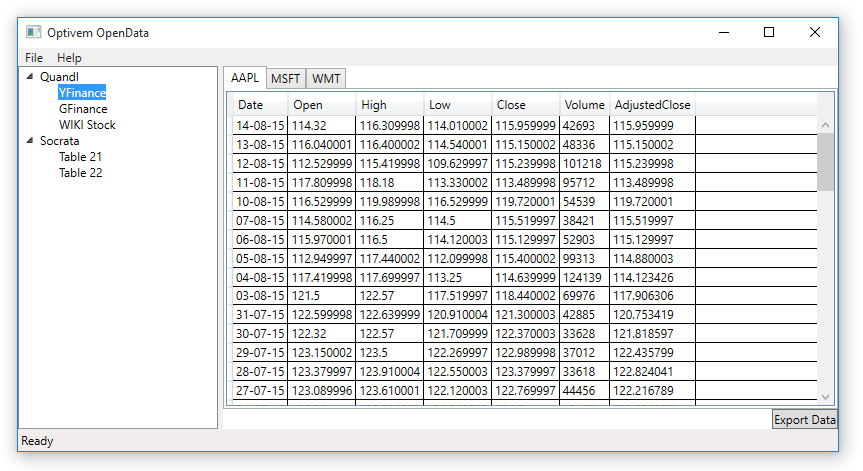 Optivem OpenData
File Help
Quandl
YFinance
GFinance
WIKI Stock
Socrata
Table 21
Table 22
AAPL MSFT WMT
Date Open High Low Close Volume AdjustedClose
14-08-15 114.32 116.309998 114.010002 115.959999 42693 115.959999
13-08-15 116.040001 116.400002 114.540001 115.150002 48336 115.150002
12-08-15 112.529999 115.419998 109.629997 115.239998 101218 115.239998
11-08-15 117.809998 118.18 113.330002 113.489998 95712 113.489998
10-08-15 116.529999 119.989998 116.529999 119.720001 54539 119.720001
07-08-15 114.580002 116.25 114.5 115.519997 38421 115.519997
06-08-15 115.970001 116.5 114.120003 115.129997 52903 115.129997
05-08-15 112.949997 117.440002 112.099998 115.400002 99313 114.880003
04-08-15 117.419998 117.699997 113.25 114.639999 124139 114.123426
03-08-15 121.5 122.57 117.519997 118.440002 69976 117.906306
31-07-15 122.599998 122.639999 120.910004 121.300003 42885 120.753419
30-07-15 122.32 122.57 121.709999 122.370003 33628 121.818597
29-07-15 123.150002 123.5 122.269997 122.989998 37012 122.435799
28-07-15 123.379997 123.910004 122.550003 123.379997 33618 122.824041
27-07-15 123.089996 123.610001 122.120003 122.769997 44456 122.216789
Export Data
Ready